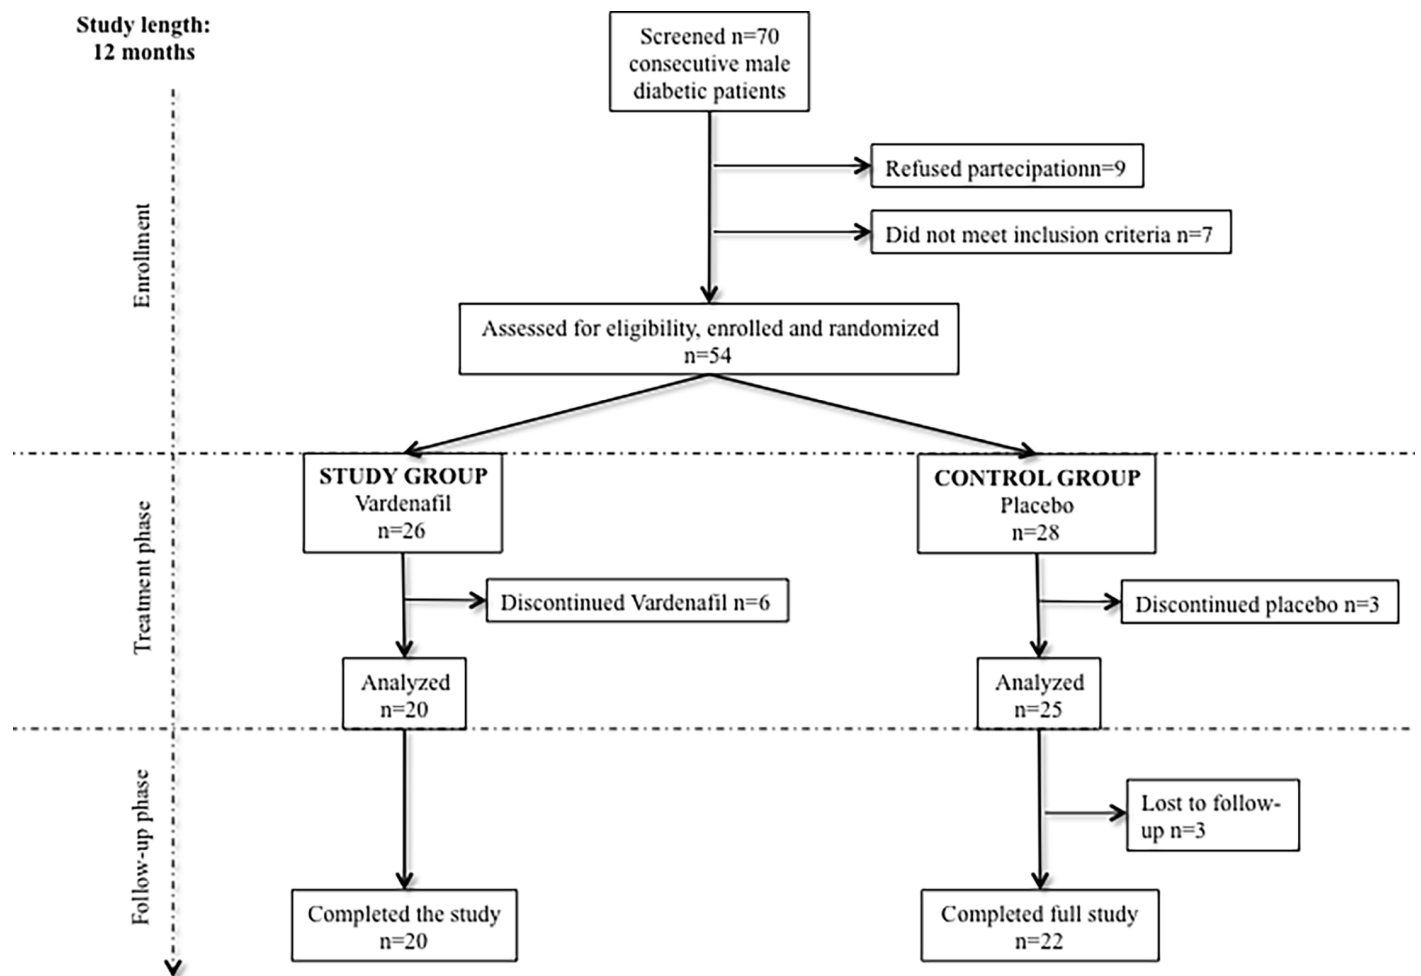 Study length:
12 months
Screened n=70
consecutive male
diabetic patients
Refused partecipationn=9
Did not meet inclusion criteria n=7
Enrollment
Assessed for eligibility, enrolled and randomized
n=54
STUDY GROUP
Vardenafil
n=26
CONTROL GROUP
Placebo
n=28
Treatment phase
Discontinued Vardenafil n=6
Discontinued placebo n=3
Analyzed
n=20
Analyzed
n=25
Follow-up phase
Lost to follow-
up n=3
Completed the study
n=20
Completed full study
n=22